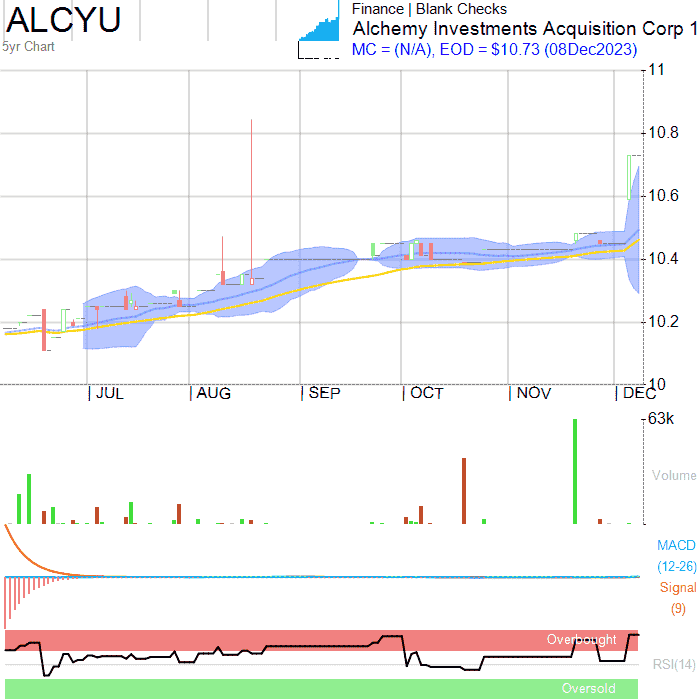 ALCYU
5yr Chart
Finance | Blank Checks
Alchemy Investments Acquisition Corp 1
MC = (N/A), EOD = $10.73 (08Dec2023)
11
10.8
10.6
10.4
10.2
10
JUL AUG SEP OCT NOV DEC
63k
Volume
MACD
(12-26)
Signal
(9)
Overbought
RSI(14)
Oversold